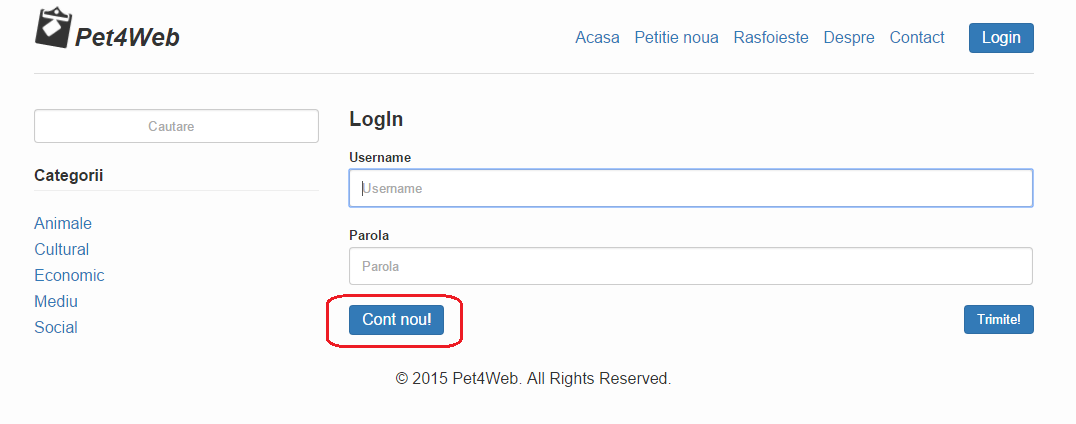 Pet4Web
Acasa Petitie noua Rasfoieste Despre Contact Login
Cautare
Categorii
Animale
Cultural
Economic
Mediu
Social
LogIn
Username
Username
Parola
Parola
Cont nou! Trimite!
© 2015 Pet4Web. All Rights Reserved.